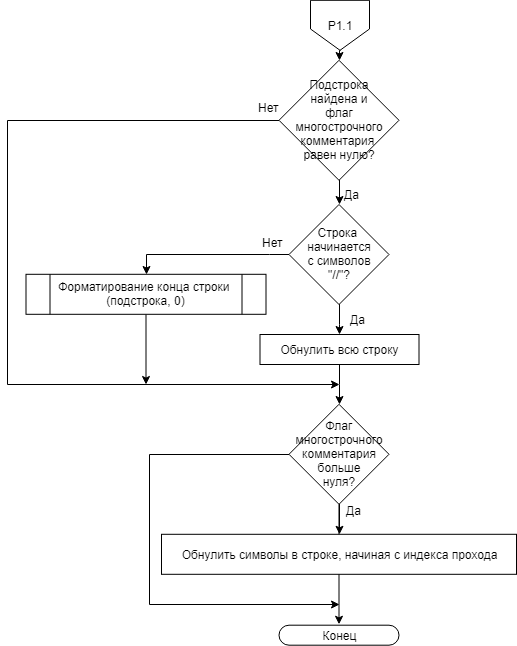 P1.1
Подстрока
найдена и
флаг
многострочного
комментария
равен нулю?
Нет
Да
Строка
начинается
с символов
"//"?
Нет
Форматирование конца строки
(подстрока, 0)
Да
Обнулить всю строку
Флаг
многострочного
комментария
больше
нуля?
Да
Обнулить символы в строке, начиная с индекса прохода
Конец